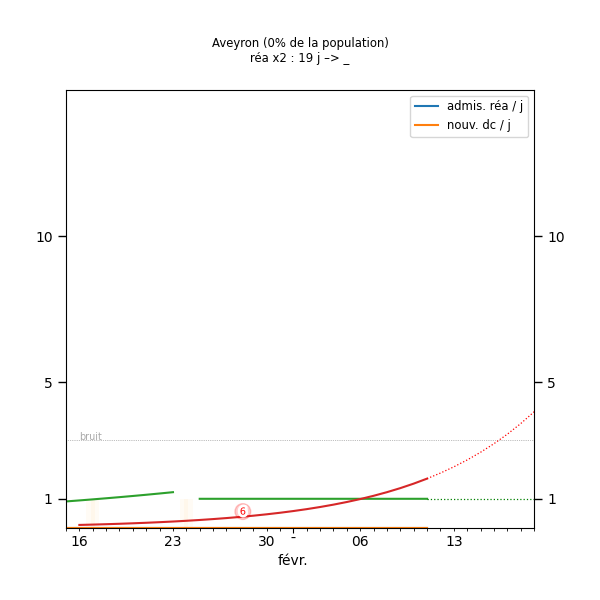 Aveyron (0% de la population)
réa x2 : 19 j –> _
admis. réa / j
nouv. dc / j
10 10
5 5
bruit
1 1
6
16 23 30 - 06 13
févr.